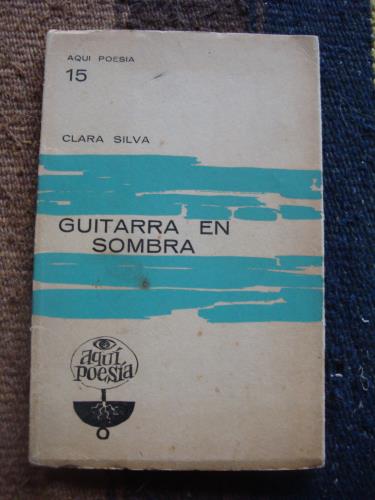 AQUI POESIA
15
CLARA SILVA
GUITARRA EN
SOMBRA
aquí
poesía